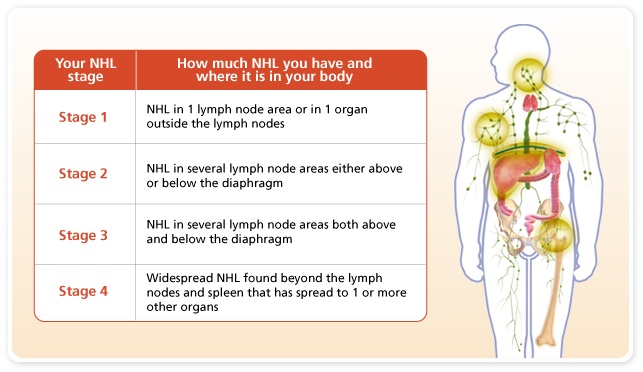 Your NHL
stage
How much NHL you have and
where it is in your body
Stage 1
NHL in 1 lymph node area or in 1 organ
outside the lymph nodes
Stage 2
NHL in several lymph node areas either above
or below the diaphragm
Stage 3
NHL in several lymph node areas both above
and below the diaphragm
Stage 4
Widespread NHL found beyond the lymph
nodes and spleen that has spread to 1 or more
other organs